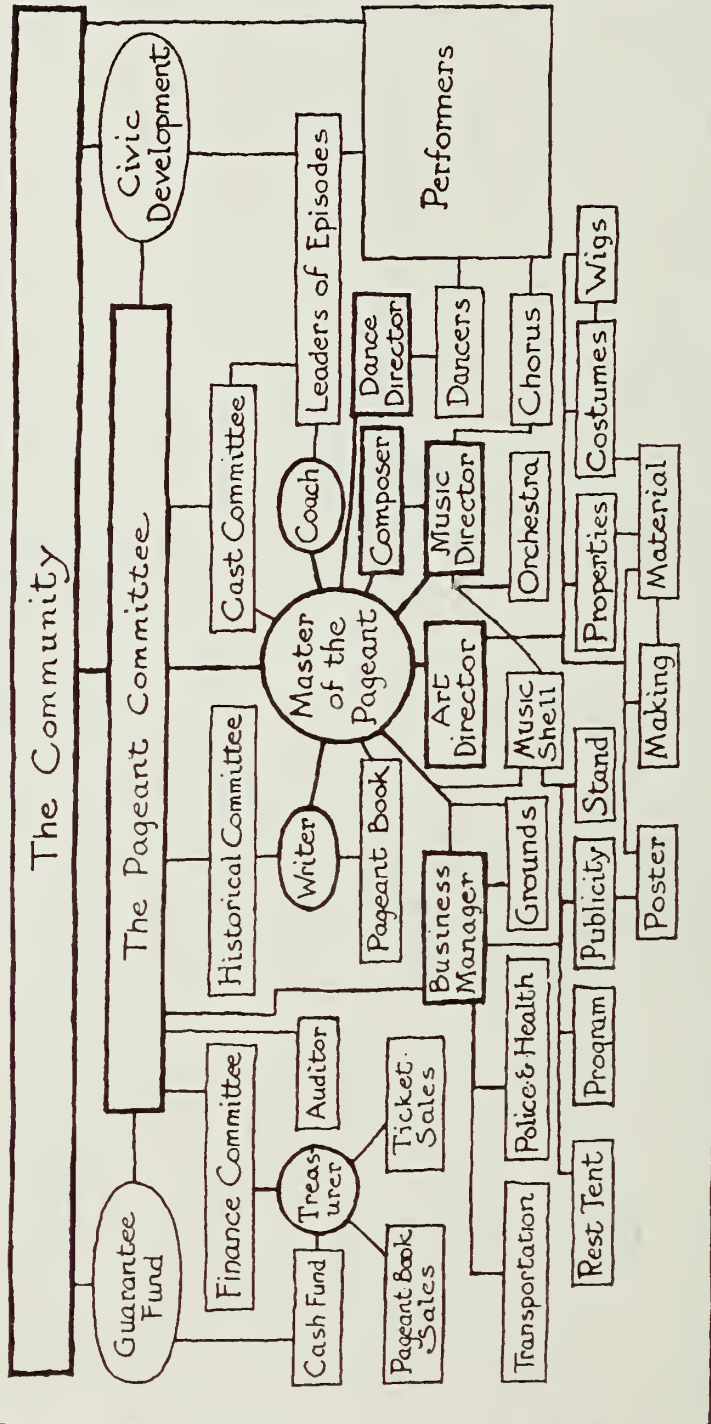 The Community
Guarantee
Fund
The Pageant Committee
Civic
Development
Finance Committee
Historical Committee
Cast Committee
Cash Fund
Treas-
urer
Auditor
Writer
Master
of the
Pageant
Coach
Leaders of Episodes
Pageant Book
Sales
Ticket
Sales
Pageant Book
Composer
Dance
Director
Performers
Business
Manager
Art
Director
Music
Director
Dancers
Transportation
Police & Health
Grounds
Music
Shell
Orchestra
Chorus
Rest Tent
Program
Publicity
Stand
Properties
Costumes
Wigs
Poster
Making
Material